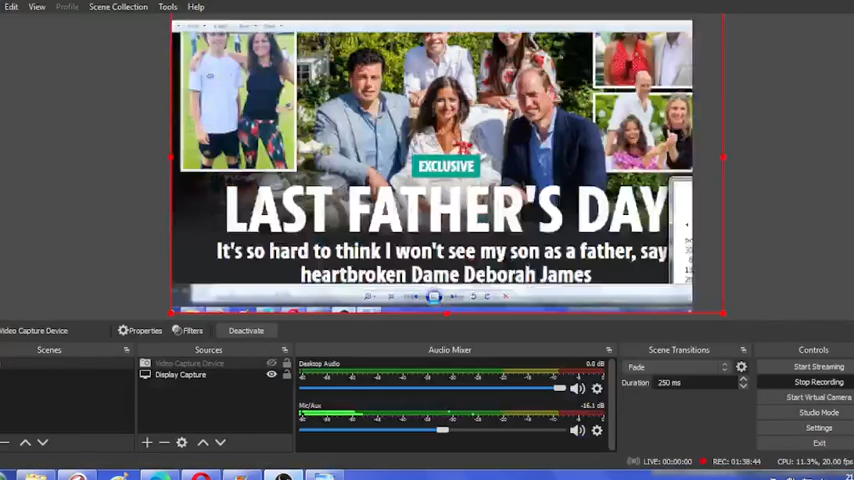 Edit View Profile Scene Collection Tools Help
EXCLUSIVE
LAST FATHER'S DAY
It's so hard to think I won't see my son as a father, say
heartbroken Dame Deborah James
Video Capture Device Properties Filters Deactivate
Scenes Sources Audio Mixer Scene Transitions Controls
Video Capture Device
Display Capture
Desktop Audio 0.0 dB
Mic/Aux -16.1 dB
Fade
Duration 250 ms
Start Streaming
Stop Recording
Start Virtual Camera
Studio Mode
Settings
Exit
LIVE: 00:00:00 REC: 01:38:44 CPU: 11.3%, 20.00 fps